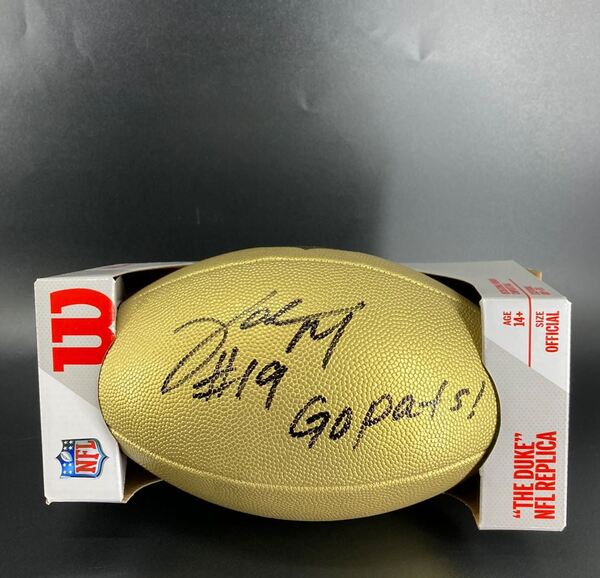 W
NFL
#19
Go pats!
AGE
14+
SIZE
OFFICIAL
"THE DUKE"
NFL REPLICA